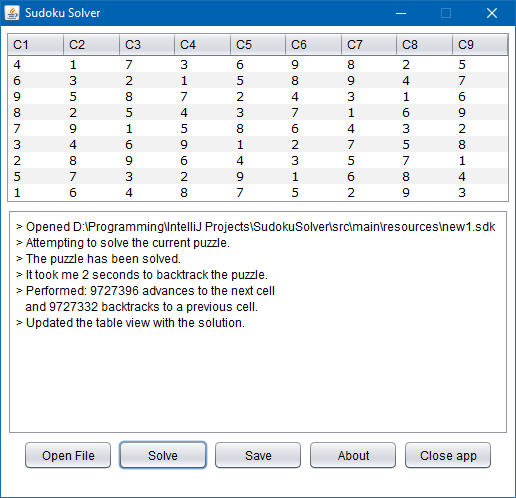 Sudoku Solver
C1 C2 C3 C4 C5 C6 C7 C8 C9
4 1 7 3 6 9 8 2 5
6 3 2 1 5 8 9 4 7
9 5 8 7 2 4 3 1 6
8 2 5 4 3 7 1 6 9
7 9 1 5 8 6 4 3 2
3 4 6 9 1 2 7 5 8
2 8 9 6 4 3 5 7 1
5 7 3 2 9 1 6 8 4
1 6 4 8 7 5 2 9 3
> Opened D:\Programming\IntelliJ Projects\SudokuSolver\src\main\resources\new1.sdk
> Attempting to solve the current puzzle.
> The puzzle has been solved.
> It took me 2 seconds to backtrack the puzzle.
> Performed: 9727396 advances to the next cell
and 9727332 backtracks to a previous cell.
> Updated the table view with the solution.
Open File Solve Save About Close app